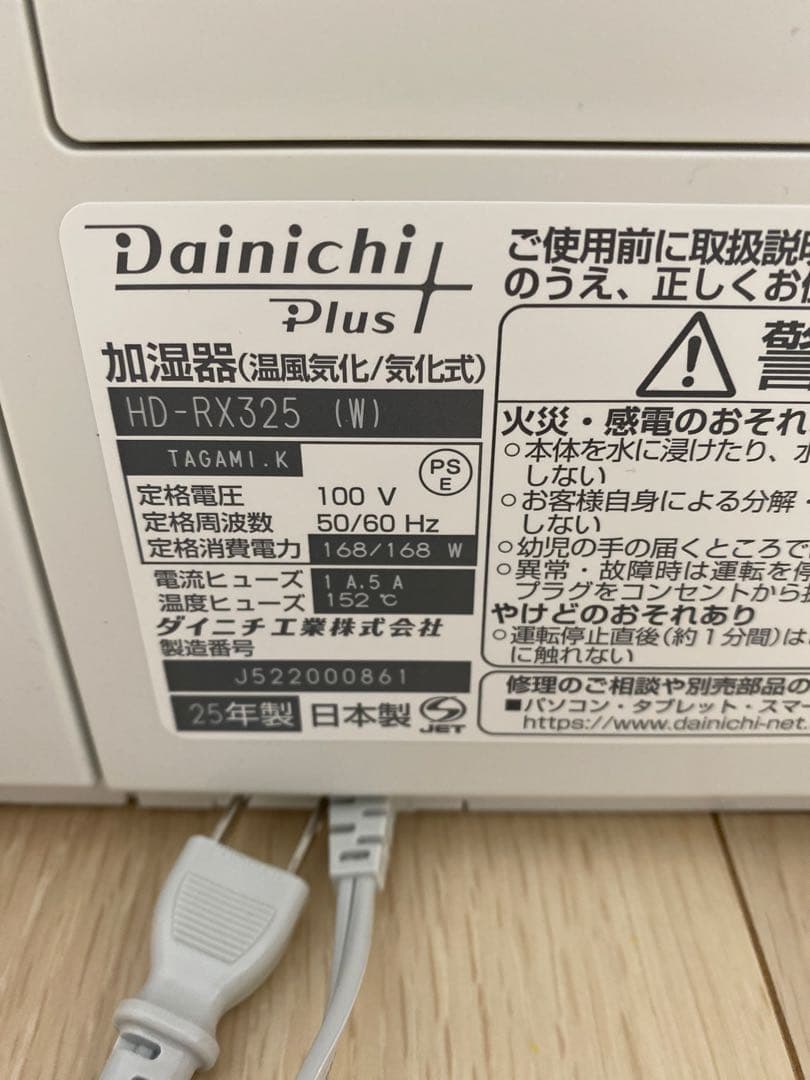 Dainichi
Plus
加湿器(温風気化/気化式)
HD-RX325 (W)
TAGAMI.K
PS
E
定格電圧 100 V
定格周波数 50/60 Hz
定格消費電力 168/168 W
電流ヒューズ 1 A.5 A
温度ヒューズ 152 ℃
ダイニチ工業株式会社
製造番号
J522000861
25年製 日本製 JET
ご使用前に取扱説明
のうえ、正しくお使
警
火災・感電のおそれ
○本体を水に浸けたり、水
しない
○お客様自身による分解・
しない
○幼児の手の届くところで
○異常・故障時は運転を停
プラグをコンセントから抜
やけどのおそれあり
○運転停止直後(約1分間)は
に触れない
修理のご相談や別売部品の
■パソコン・タブレット・スマー
https://www.dainichi-net.